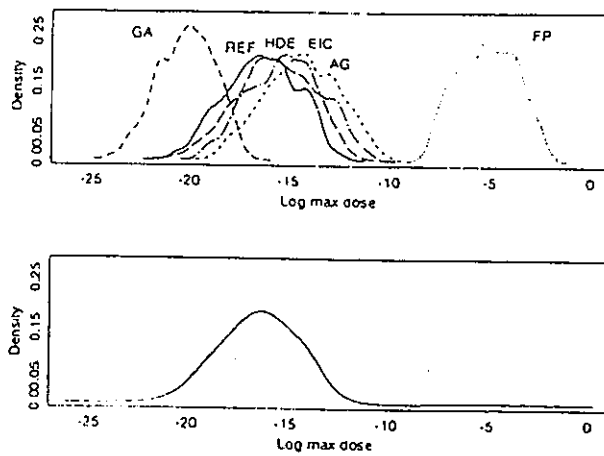 Density
0 0.05 0.15 0.25
GA
REF
HDE
EIC
AG
FP
-25 -20 -15 -10 -5 0
Log max dose
Density
0 0.05 0.15 0.25
-25 -20 -15 -10 -5 0
Log max dose